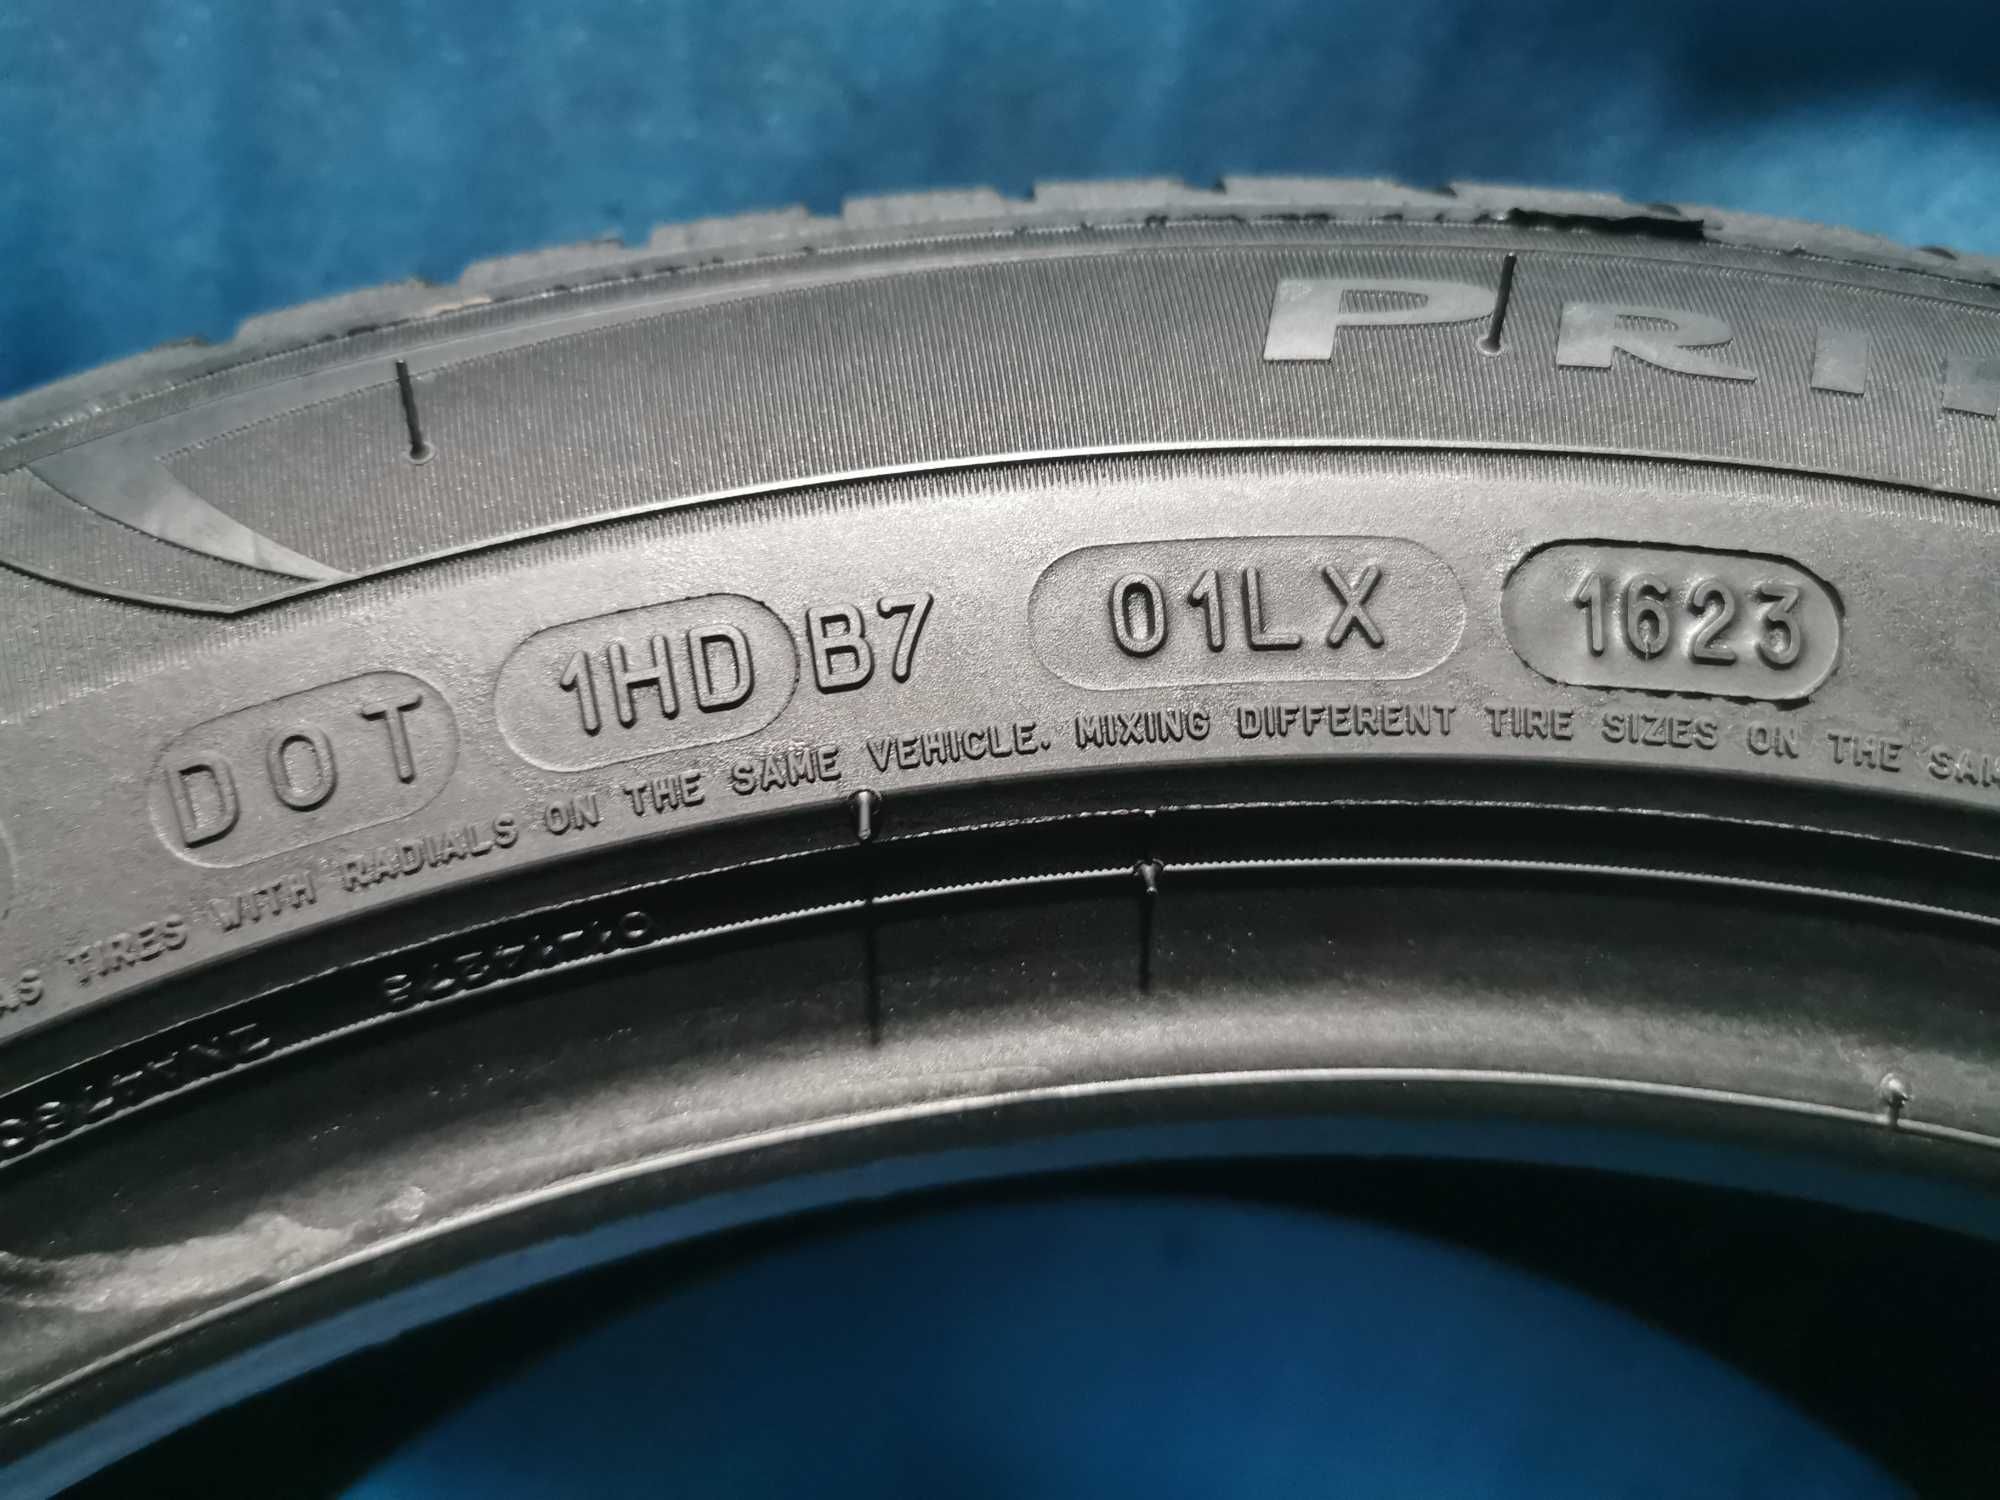 PRI
DOT 1HD B7 01LX 1623
TIRES WITH RADIALS ON THE SAME VEHICLE. MIXING DIFFERENT TIRE SIZES ON THE